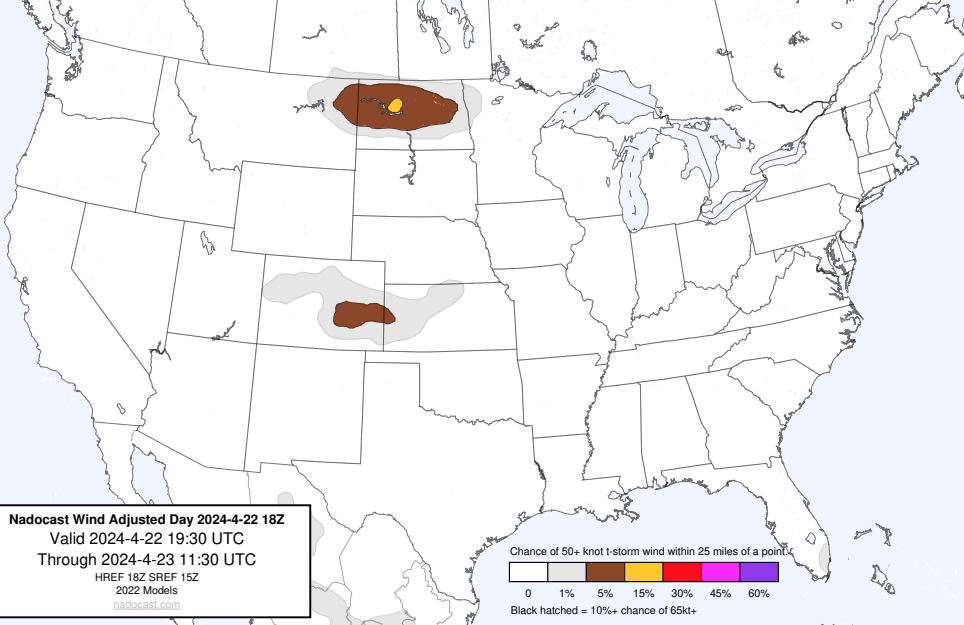 Nadocast Wind Adjusted Day 2024-4-22 18Z
Valid 2024-4-22 19:30 UTC
Through 2024-4-23 11:30 UTC
HREF 18Z SREF 15Z
2022 Models
nadocast.com
Chance of 50+ knot t-storm wind within 25 miles of a point.
0 1% 5% 15% 30% 45% 60%
Black hatched = 10%+ chance of 65kt+